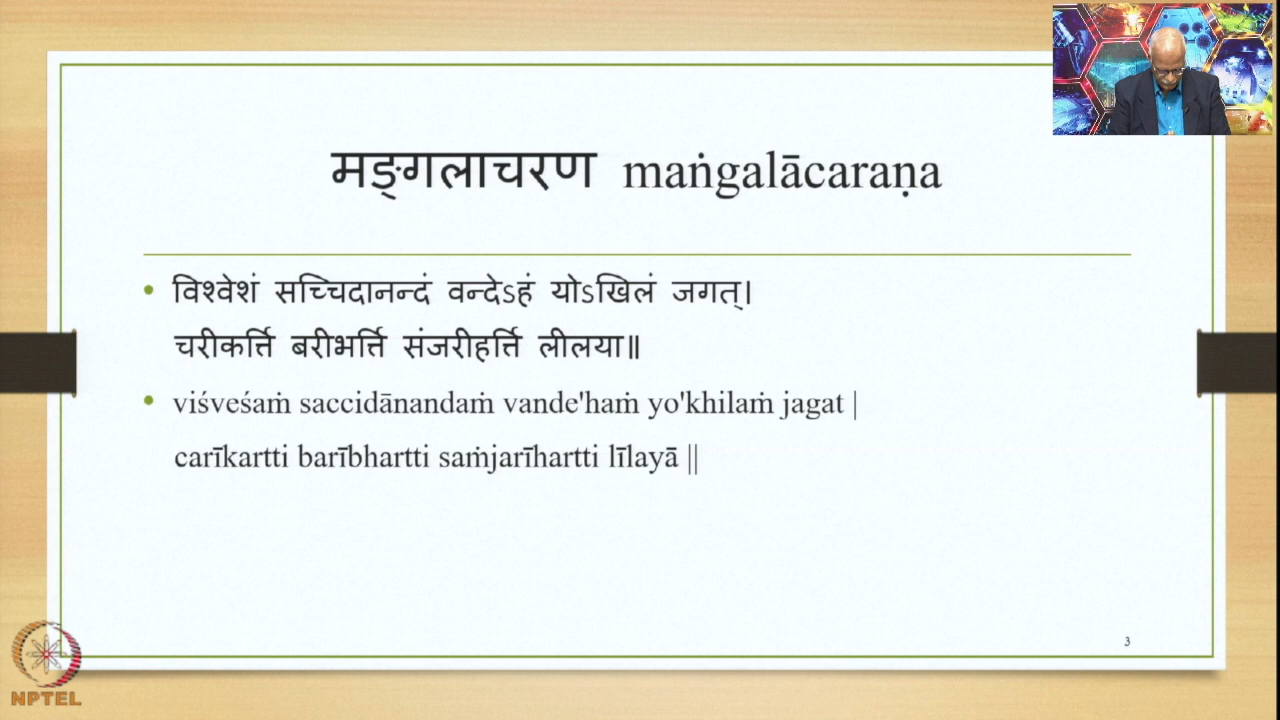 मङ्गलाचरण maṅgalācaraṇa
• विश्वेशं सच्चिदानन्दं वन्देऽहं योऽखिलं जगत्।
चरीकर्त्ति बरीभर्त्ति संजरीहर्त्ति लीलया॥
• viśveśaṁ saccidānandaṁ vande'haṁ yo'khilaṁ jagat |
carīkartti barībhartti saṁjarīhartti līlayā ||
3
NPTEL